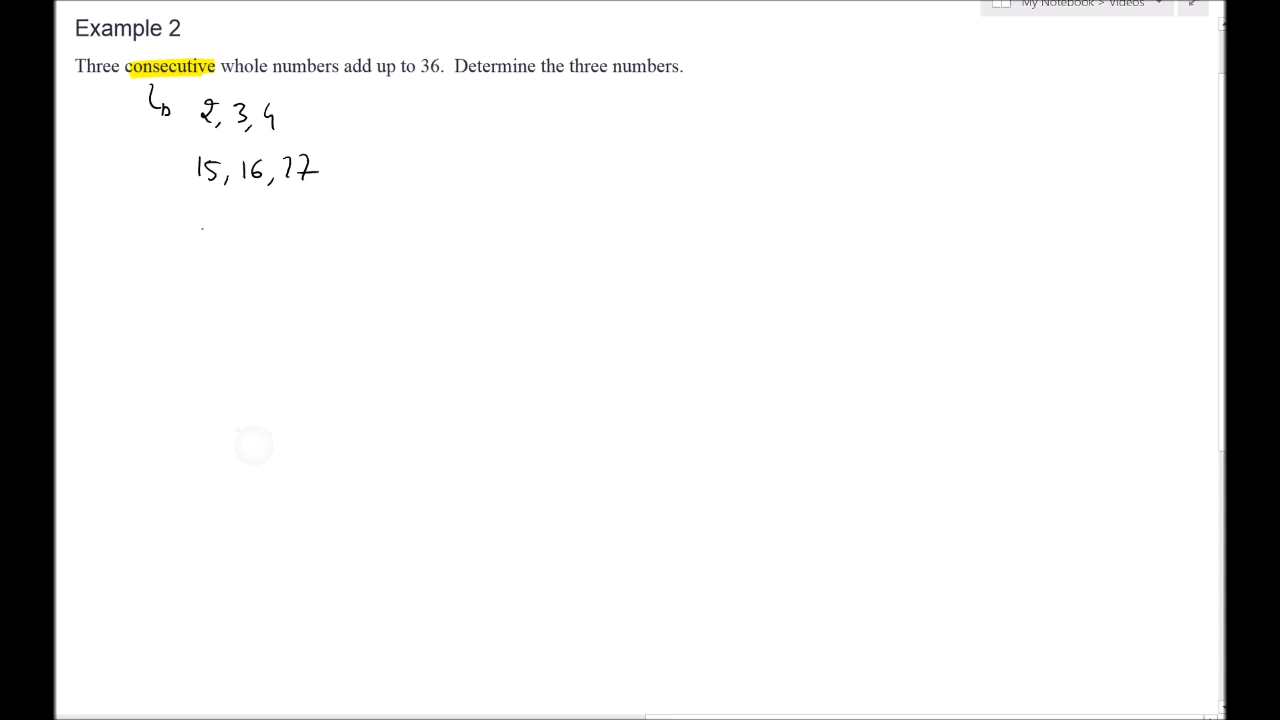 My Notebook > Videos
Example 2
Three consecutive whole numbers add up to 36. Determine the three numbers.
2, 3, 4
15, 16, 17